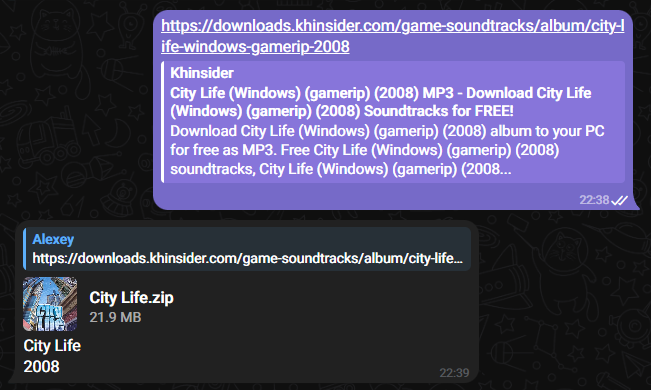 https://downloads.khinsider.com/game-soundtracks/album/city-l
ife-windows-gamerip-2008
Khinsider
City Life (Windows) (gamerip) (2008) MP3 - Download City Life
(Windows) (gamerip) (2008) Soundtracks for FREE!
Download City Life (Windows) (gamerip) (2008) album to your PC
for free as MP3. Free City Life (Windows) (gamerip) (2008)
soundtracks, City Life (Windows) (gamerip) (2008...
22:38
Alexey
https://downloads.khinsider.com/game-soundtracks/album/city-life...
CITY
LIFE
City Life.zip
21.9 MB
City Life
2008
22:39